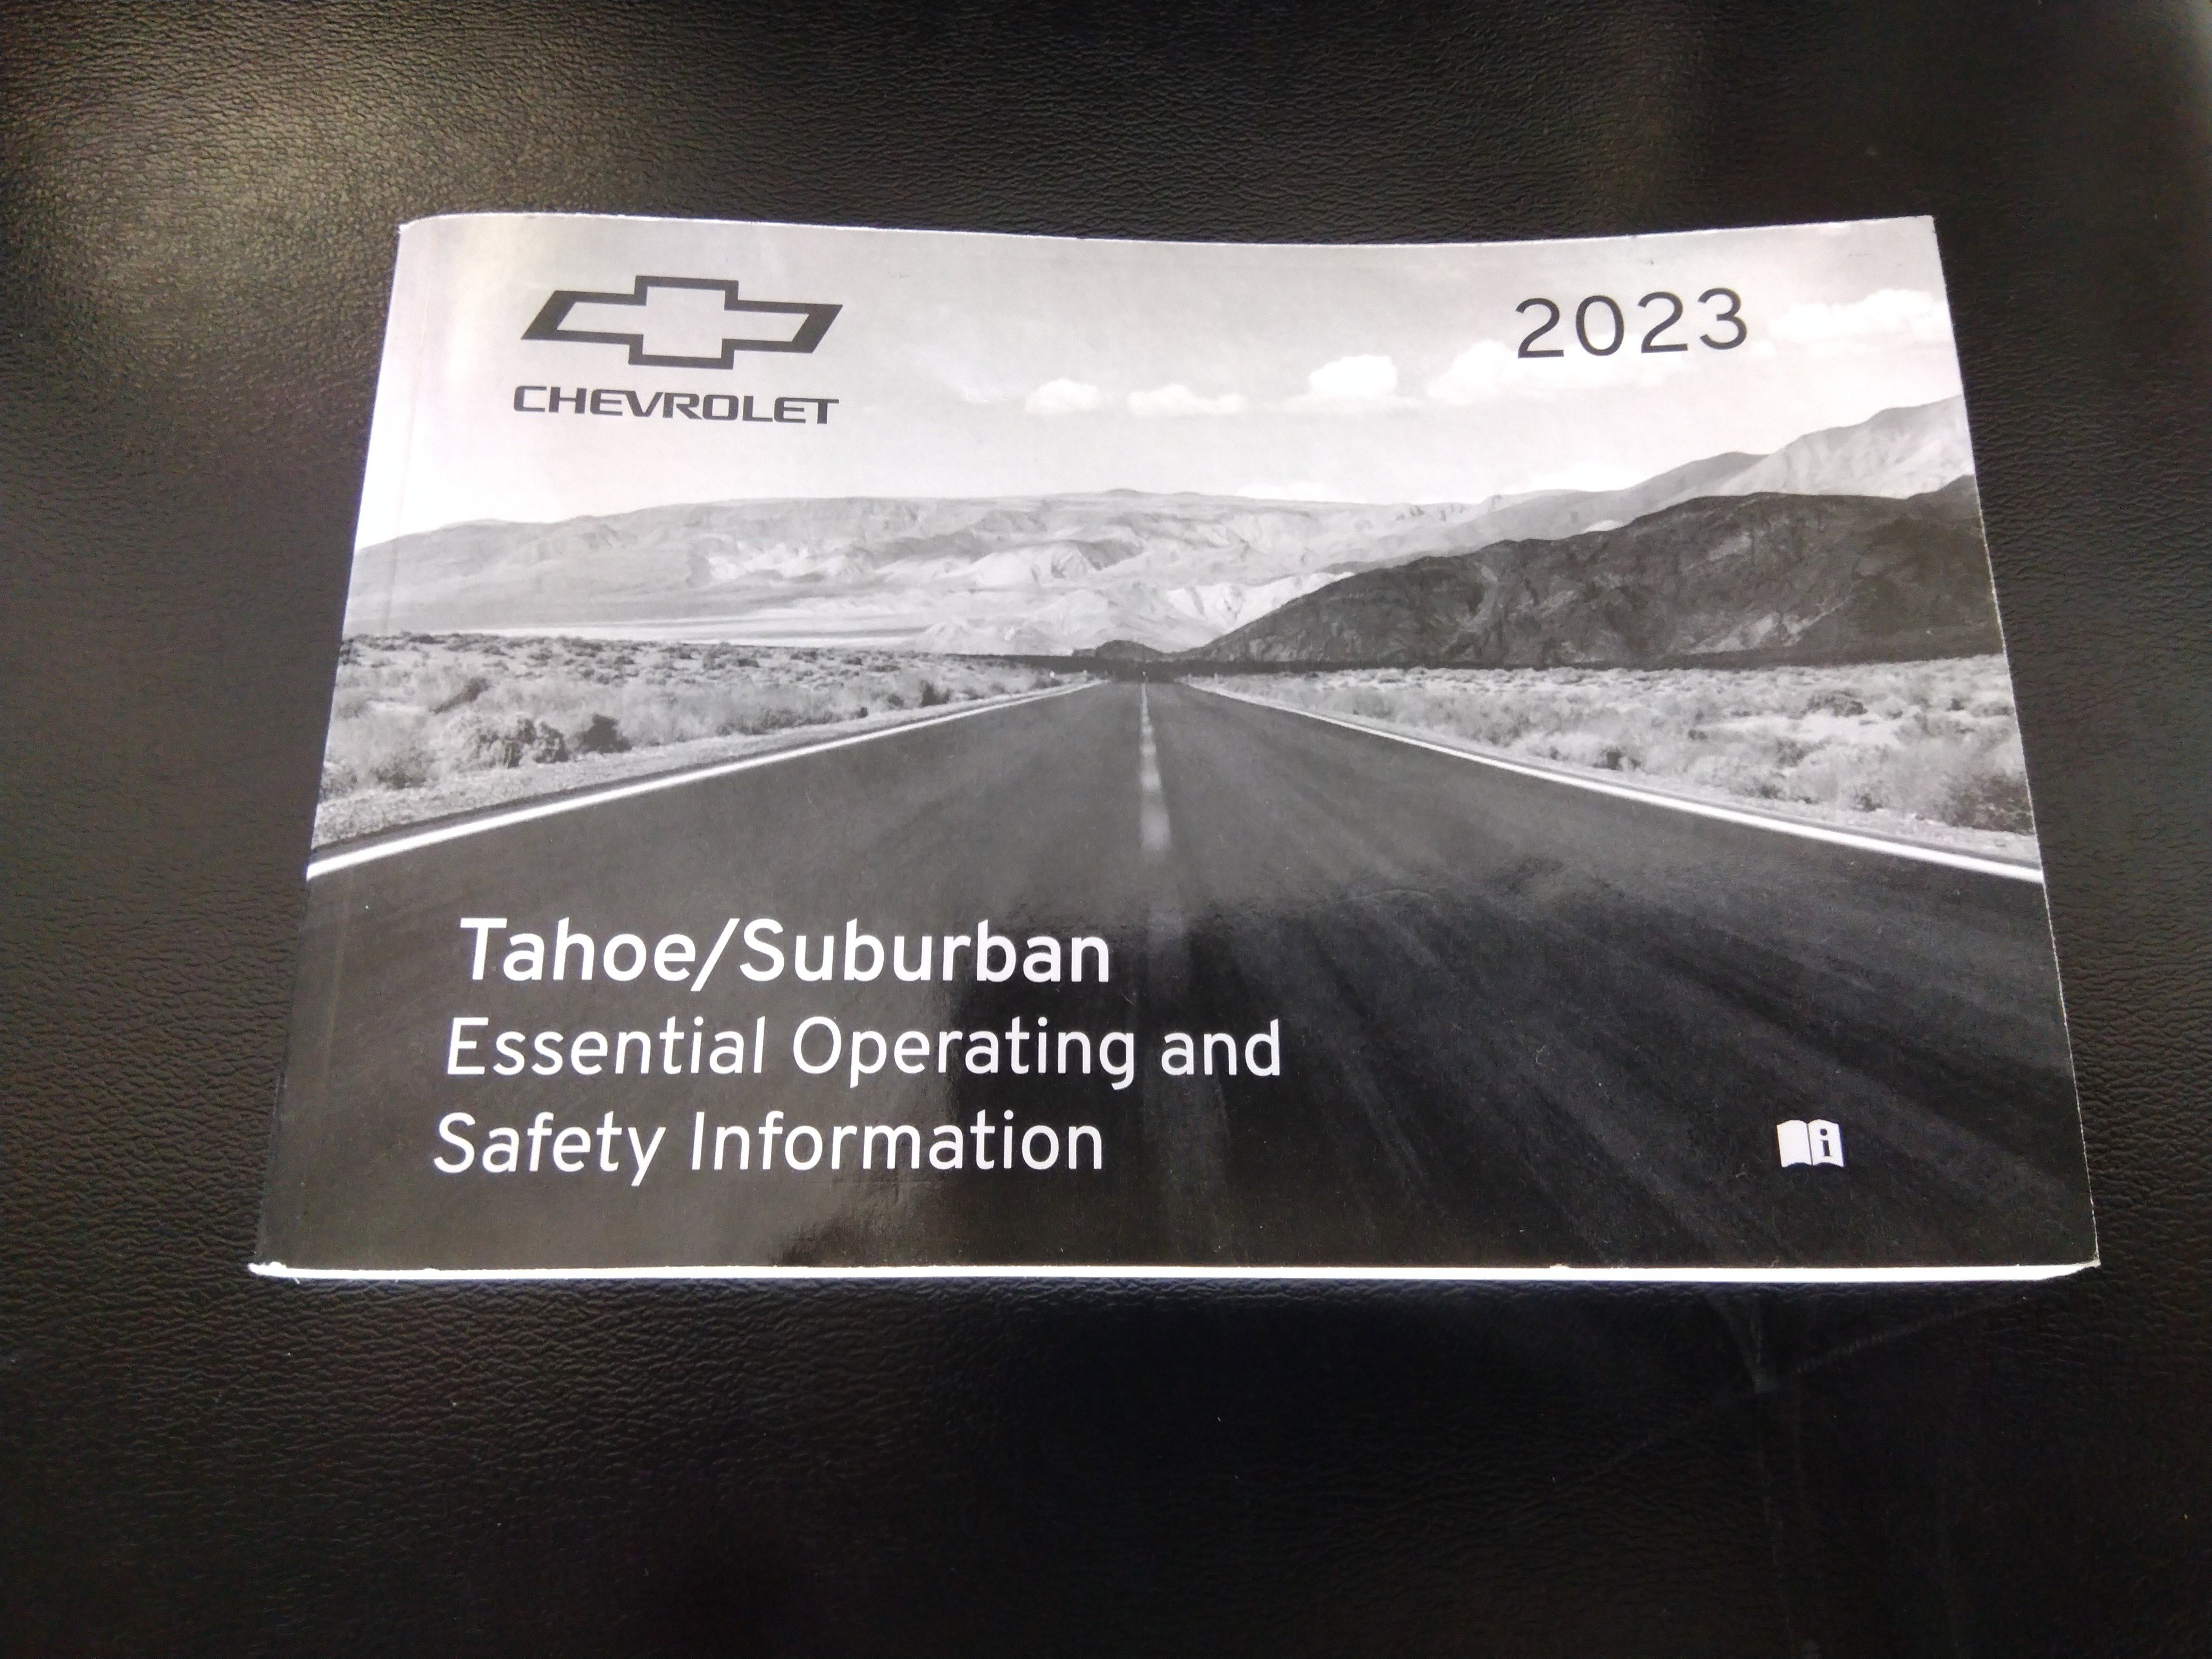 CHEVROLET
2023
Tahoe/Suburban
Essential Operating and
Safety Information
i